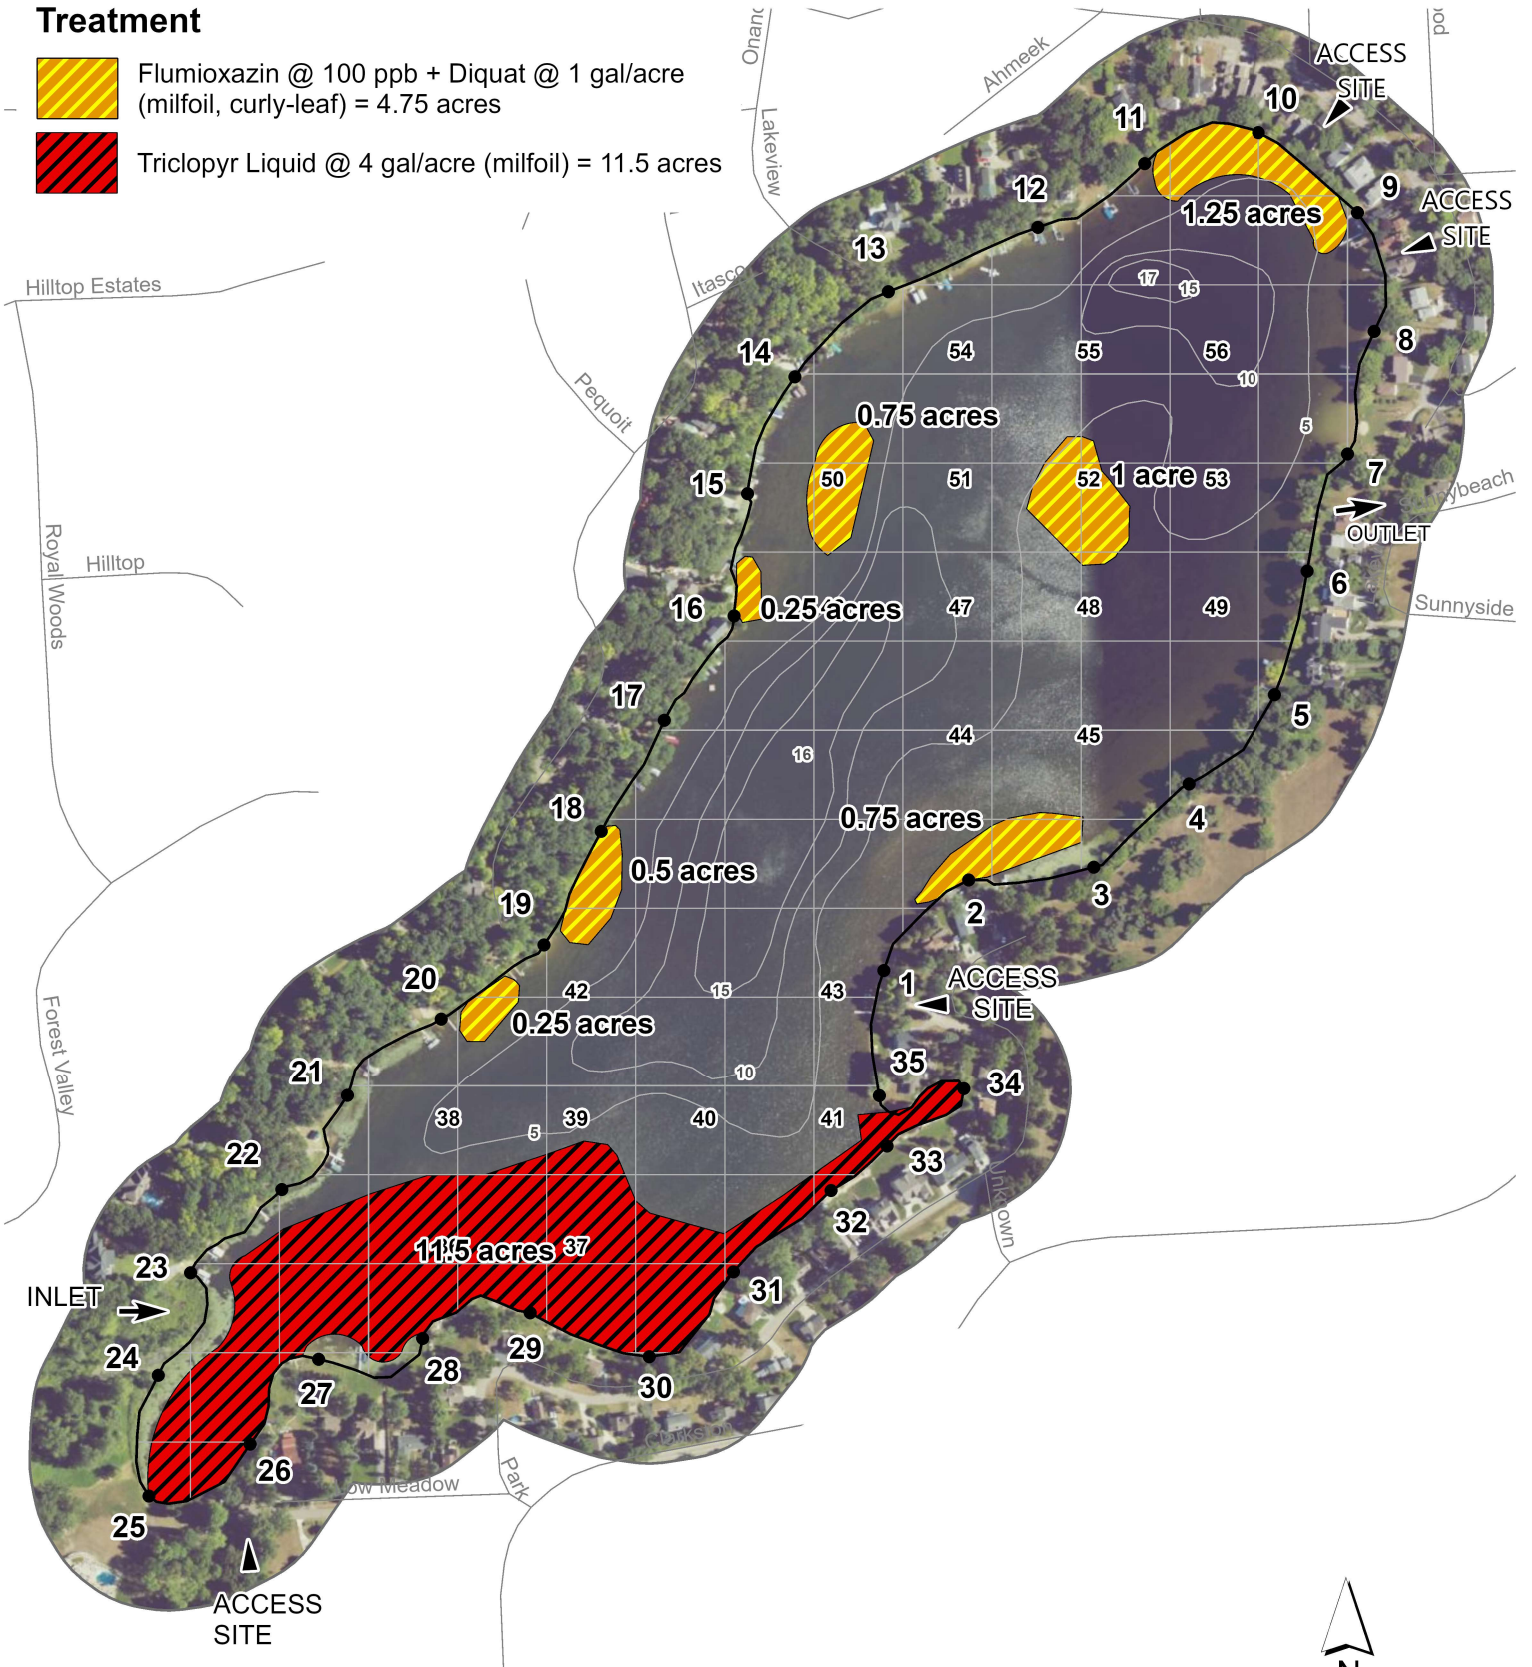 Treatment
Flumioxazin @ 100 ppb + Diquat @ 1 gal/acre
(milfoil, curly-leaf) = 4.75 acres
Triclopyr Liquid @ 4 gal/acre (milfoil) = 11.5 acres
Lakeview
Ahmeek
ACCESS
SITE
10
11
9
ACCESS
SITE
12
1.25 acres
13
Hilltop Estates
17
15
14
54
55
56
8
10
Pequoit
0.75 acres
5
15
50
51
52
1 acre
53
7
OUTLET
Royal Woods
Hilltop
16
0.25 acres
47
48
49
6
Sunnyside
17
5
16
44
45
18
0.75 acres
4
0.5 acres
19
3
2
20
42
15
43
1
ACCESS
SITE
0.25 acres
Forest Valley
21
10
35
34
38
39
40
41
5
22
33
Unknown
32
11.5 acres
37
23
INLET
31
24
29
28
27
30
Clarkston
26
Park
25
ACCESS
SITE
N